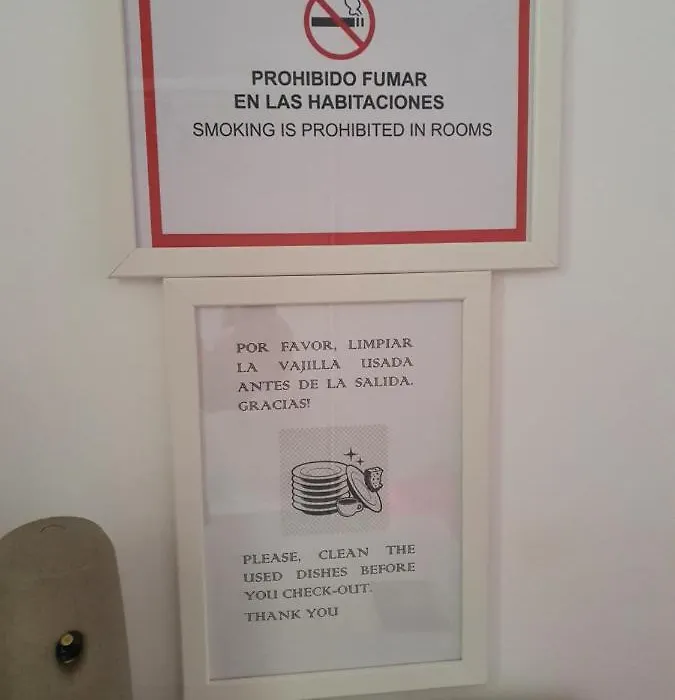 PROHIBIDO FUMAR
EN LAS HABITACIONES
SMOKING IS PROHIBITED IN ROOMS
POR FAVOR, LIMPIAR
LA VAJILLA USADA
ANTES DE LA SALIDA.
GRACIAS!
PLEASE, CLEAN THE
USED DISHES BEFORE
YOU CHECK-OUT.
THANK YOU